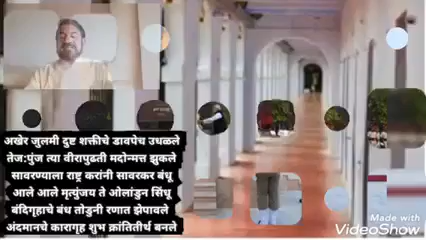 अखेर जुलमी दुष्ट शक्तीचे डावपेच उधळले
तेज:पुंज त्या वीरापुढती मदोन्मत्त झुकले
सावरण्याला राष्ट्र करांनी सावरकर बंधू
आले आले मृत्युंजय ते ओलांडुन सिंधू
बंदिगृहाचे बंध तोडुनी रणात झेपावले
अंदमानचे कारागृह शुभ क्रांतितीर्थ बनले
Made with
VideoShow